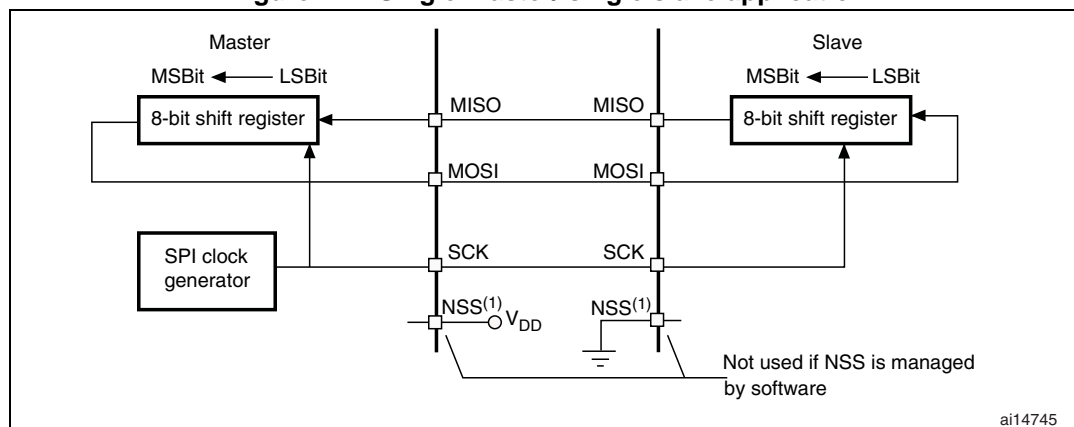 Master
MSBit LSBit
8-bit shift register
SPI clock
generator
MISO
MOSI
SCK
NSS(1)
VDD
Slave
MSBit LSBit
8-bit shift register
MISO
MOSI
SCK
NSS(1)
Not used if NSS is managed
by software
ai14745